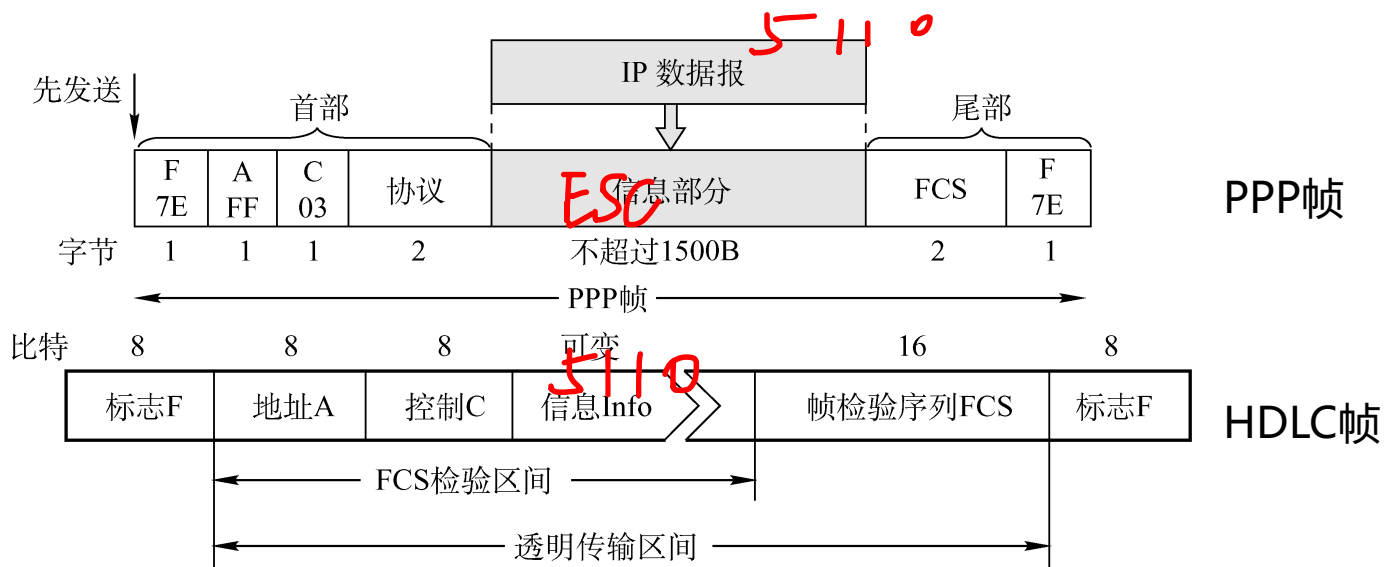 5110
IP 数据报
先发送
首部
尾部
F
7E
A
FF
C
03
协议
ESC
信息部分
FCS
F
7E
PPP帧
字节
1
1
1
2
不超过1500B
2
1
PPP帧
比特
8
8
8
可变
16
8
5110
标志F
地址A
控制C
信息Info
帧检验序列FCS
标志F
HDLC帧
FCS检验区间
透明传输区间